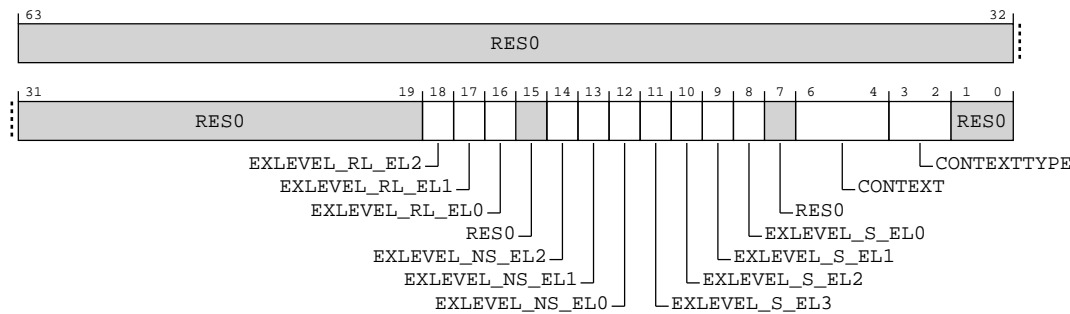 63 32
RES0
31 19 18 17 16 15 14 13 12 11 10 9 8 7 6 4 3 2 1 0
RES0 RES0
EXLEVEL_RL_EL2 CONTEXTTYPE
EXLEVEL_RL_EL1 CONTEXT
EXLEVEL_RL_EL0 RES0
RES0 EXLEVEL_S_EL0
EXLEVEL_NS_EL2 EXLEVEL_S_EL1
EXLEVEL_NS_EL1 EXLEVEL_S_EL2
EXLEVEL_NS_EL0 EXLEVEL_S_EL3